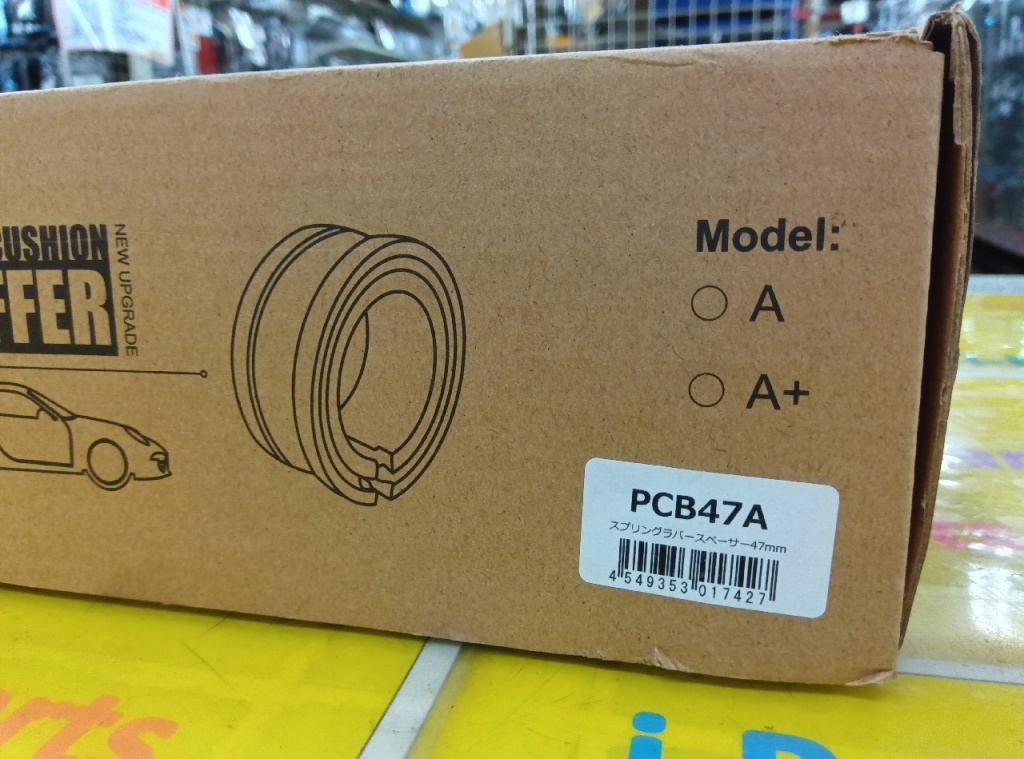 CUSHION
FFER
NEW UPGRADE
Model:
A
A+
PCB47A
スプリングラバースペーサー47mm
4 549353 017427